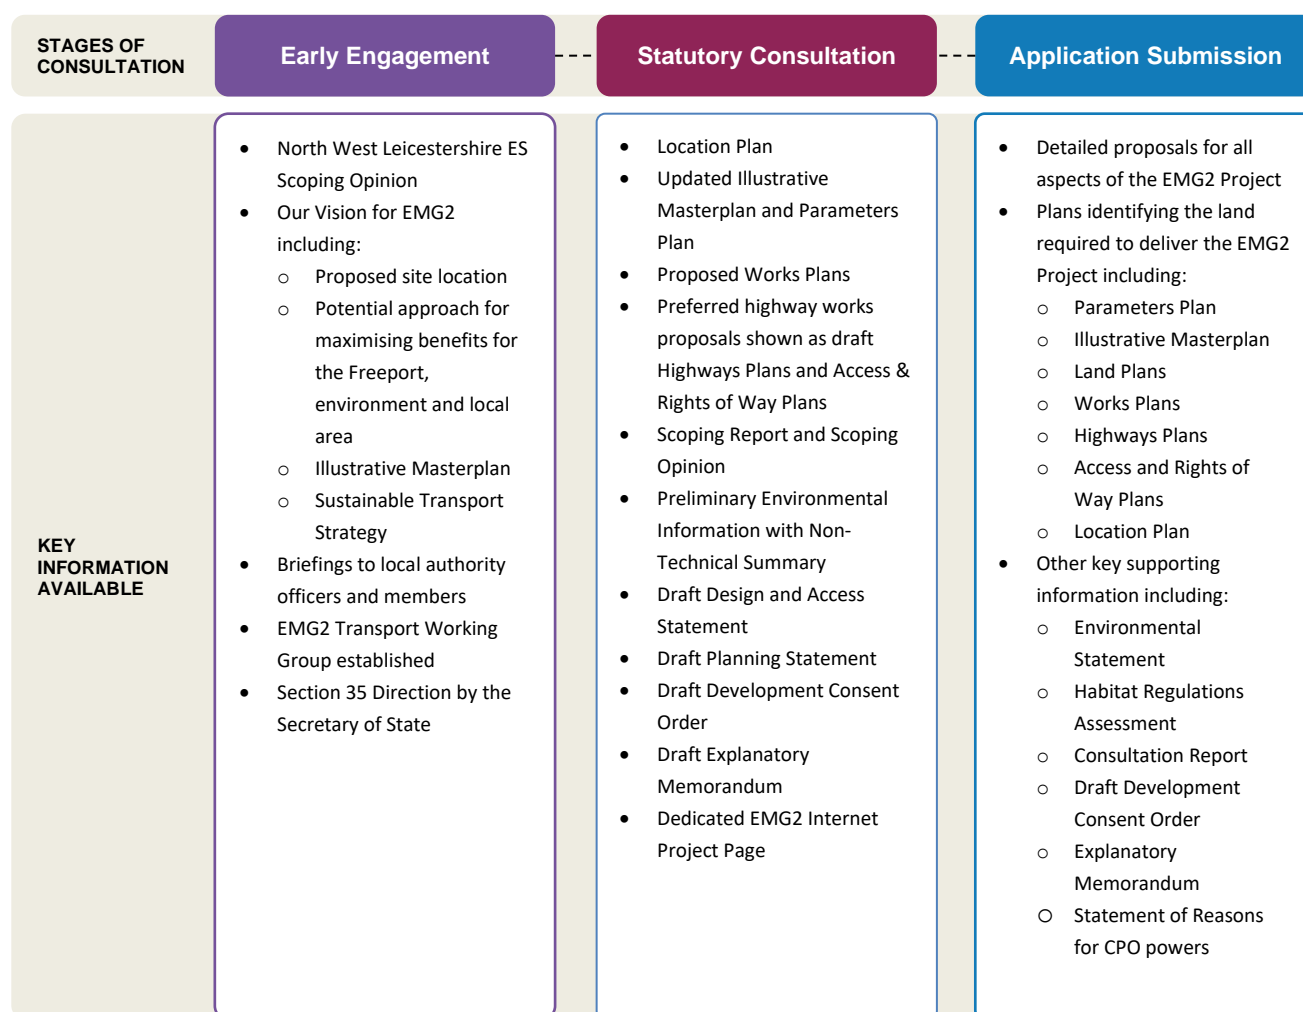 STAGES OF
CONSULTATION
Early Engagement
Statutory Consultation
Application Submission
KEY
INFORMATION
AVAILABLE
• North West Leicestershire ES
Scoping Opinion
• Our Vision for EMG2
including:
o Proposed site location
o Potential approach for
maximising benefits for
the Freeport,
environment and local
area
o Illustrative Masterplan
o Sustainable Transport
Strategy
• Briefings to local authority
officers and members
• EMG2 Transport Working
Group established
• Section 35 Direction by the
Secretary of State
• Location Plan
• Updated Illustrative
Masterplan and Parameters
Plan
• Proposed Works Plans
• Preferred highway works
proposals shown as draft
Highways Plans and Access &
Rights of Way Plans
• Scoping Report and Scoping
Opinion
• Preliminary Environmental
Information with Non-
Technical Summary
• Draft Design and Access
Statement
• Draft Planning Statement
• Draft Development Consent
Order
• Draft Explanatory
Memorandum
• Dedicated EMG2 Internet
Project Page
• Detailed proposals for all
aspects of the EMG2 Project
• Plans identifying the land
required to deliver the EMG2
Project including:
o Parameters Plan
o Illustrative Masterplan
o Land Plans
o Works Plans
o Highways Plans
o Access and Rights of
Way Plans
o Location Plan
• Other key supporting
information including:
o Environmental
Statement
o Habitat Regulations
Assessment
o Consultation Report
o Draft Development
Consent Order
o Explanatory
Memorandum
o Statement of Reasons
for CPO powers